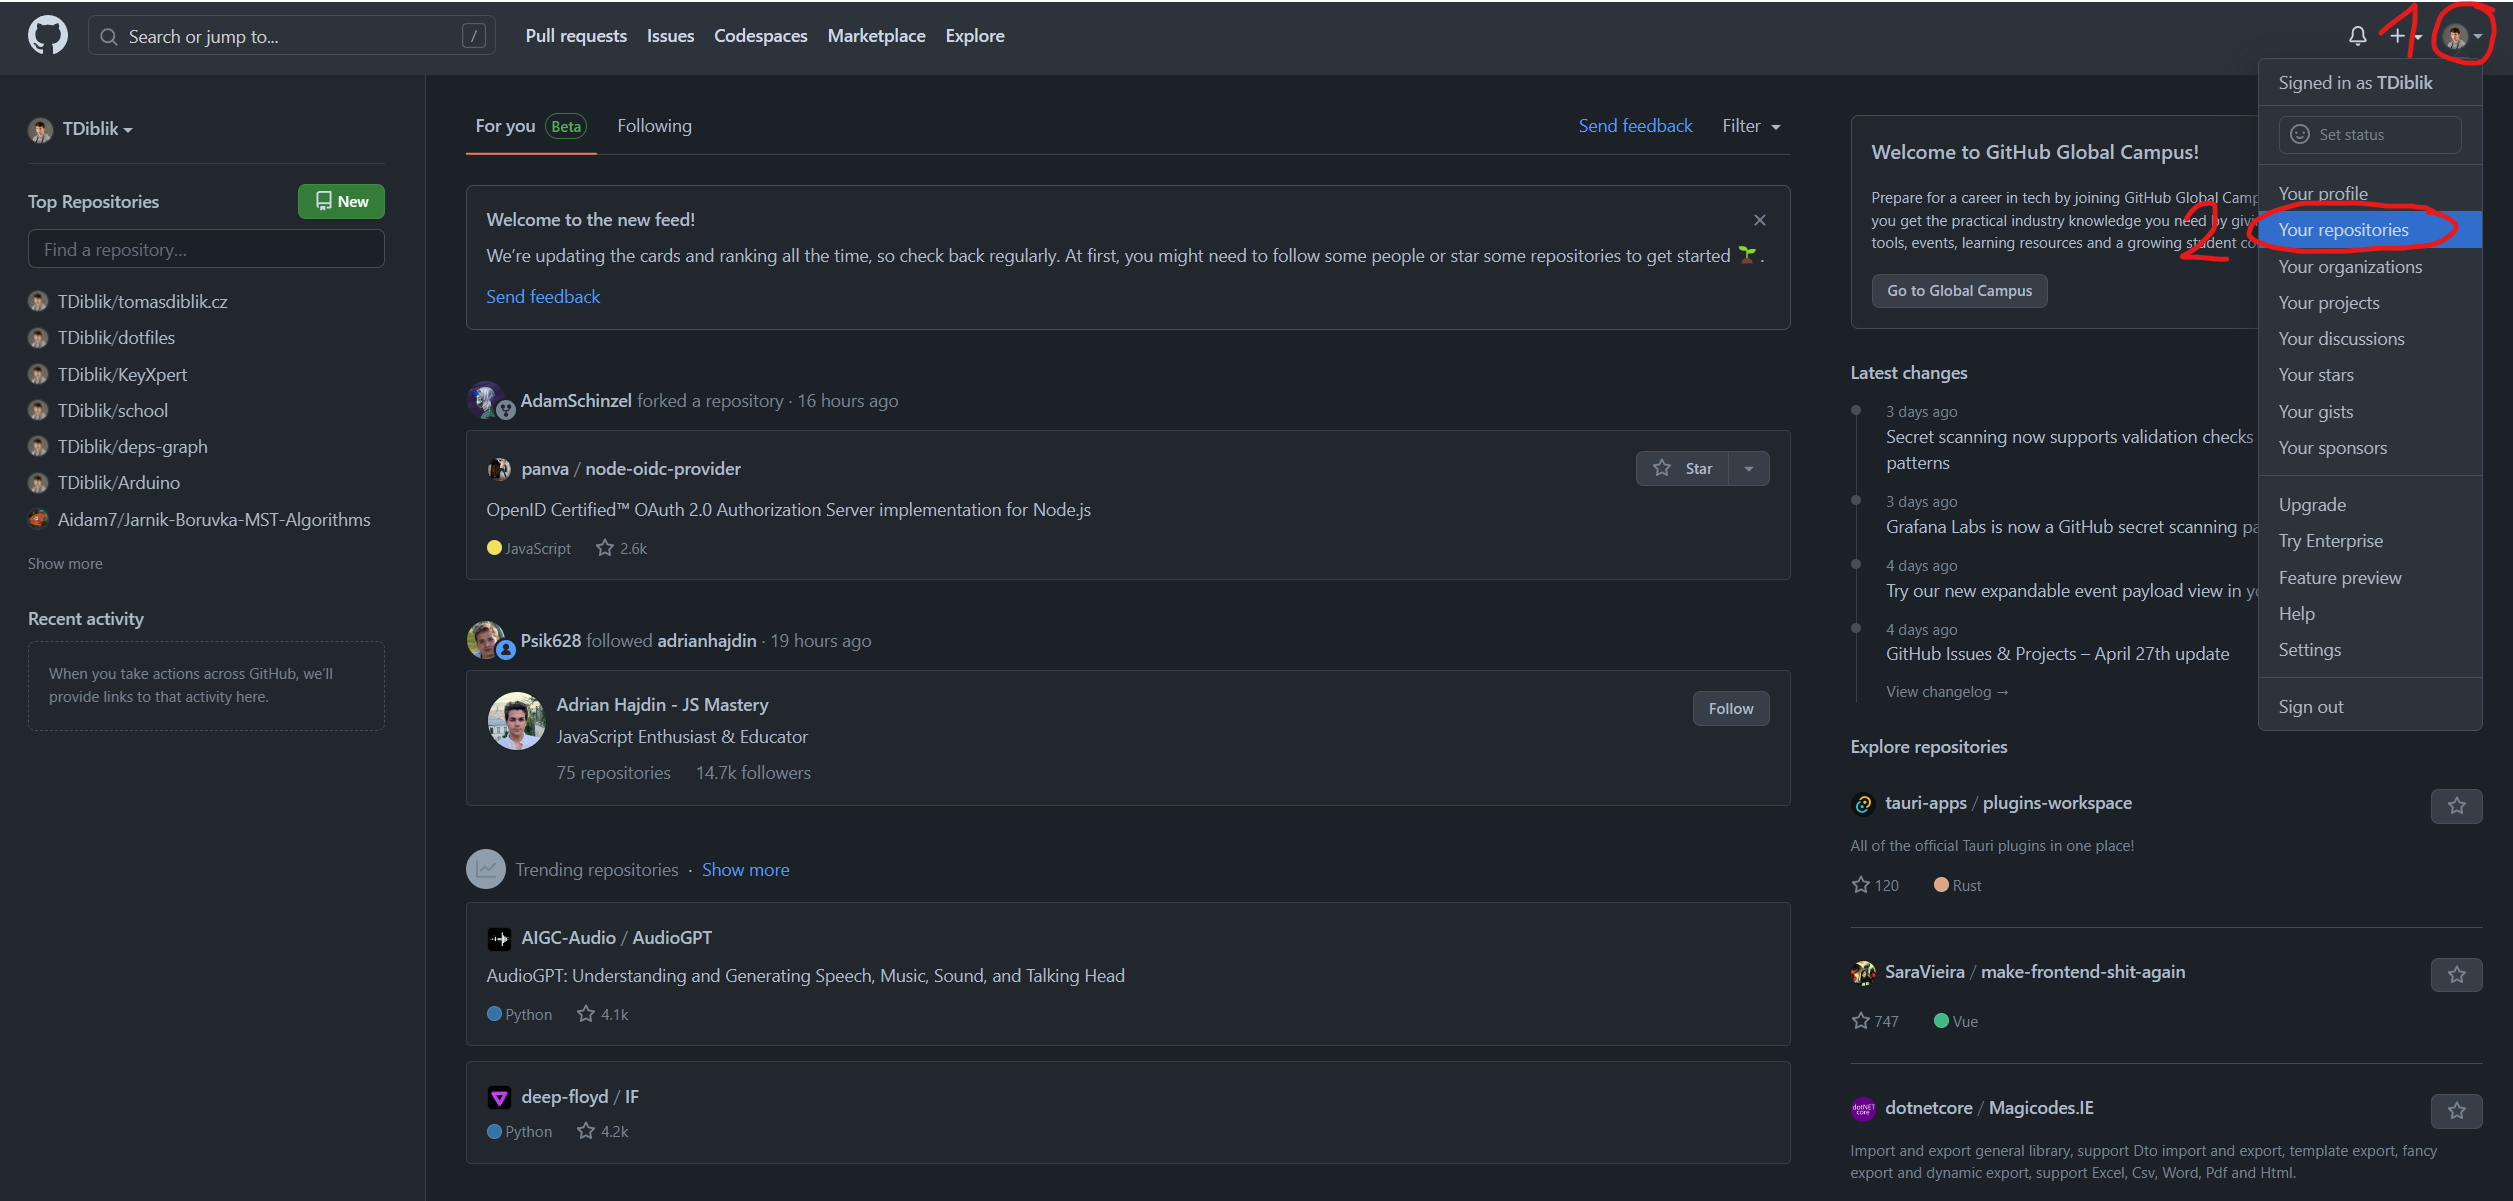 Search or jump to...
/
Pull requests
Issues
Codespaces
Marketplace
Explore
1
TDiblik
Top Repositories
New
Find a repository...
TDiblik/tomasdiblik.cz
TDiblik/dotfiles
TDiblik/KeyXpert
TDiblik/school
TDiblik/deps-graph
TDiblik/Arduino
Aidam7/Jarnik-Boruvka-MST-Algorithms
Show more
Recent activity
When you take actions across GitHub, we'll
provide links to that activity here.
For you Beta
Following
Send feedback
Filter
Welcome to the new feed!
We're updating the cards and ranking all the time, so check back regularly. At first, you might need to follow some people or star some repositories to get started 🌱 .
Send feedback
AdamSchinzel forked a repository · 16 hours ago
panva / node-oidc-provider
Star
OpenID Certified™ OAuth 2.0 Authorization Server implementation for Node.js
JavaScript 2.6k
Psik628 followed adrianhajdin · 19 hours ago
Adrian Hajdin - JS Mastery
Follow
JavaScript Enthusiast & Educator
75 repositories 14.7k followers
Trending repositories · Show more
AIGC-Audio / AudioGPT
AudioGPT: Understanding and Generating Speech, Music, Sound, and Talking Head
Python 4.1k
deep-floyd / IF
Python 4.2k
Welcome to GitHub Global Campus!
Prepare for a career in tech by joining GitHub Global Camp
you get the practical industry knowledge you need by givi
tools, events, learning resources and a growing student co
Go to Global Campus
Latest changes
3 days ago
Secret scanning now supports validation checks
patterns
3 days ago
Grafana Labs is now a GitHub secret scanning pa
4 days ago
Try our new expandable event payload view in yo
4 days ago
GitHub Issues & Projects – April 27th update
View changelog →
Explore repositories
tauri-apps / plugins-workspace
All of the official Tauri plugins in one place!
120 Rust
SaraVieira / make-frontend-shit-again
747 Vue
dotNET
core
dotnetcore / Magicodes.IE
Import and export general library, support Dto import and export, template export, fancy
export and dynamic export, support Excel, Csv, Word, Pdf and Html.
Signed in as TDiblik
Set status
Your profile
2
Your repositories
Your organizations
Your projects
Your discussions
Your stars
Your gists
Your sponsors
Upgrade
Try Enterprise
Feature preview
Help
Settings
Sign out